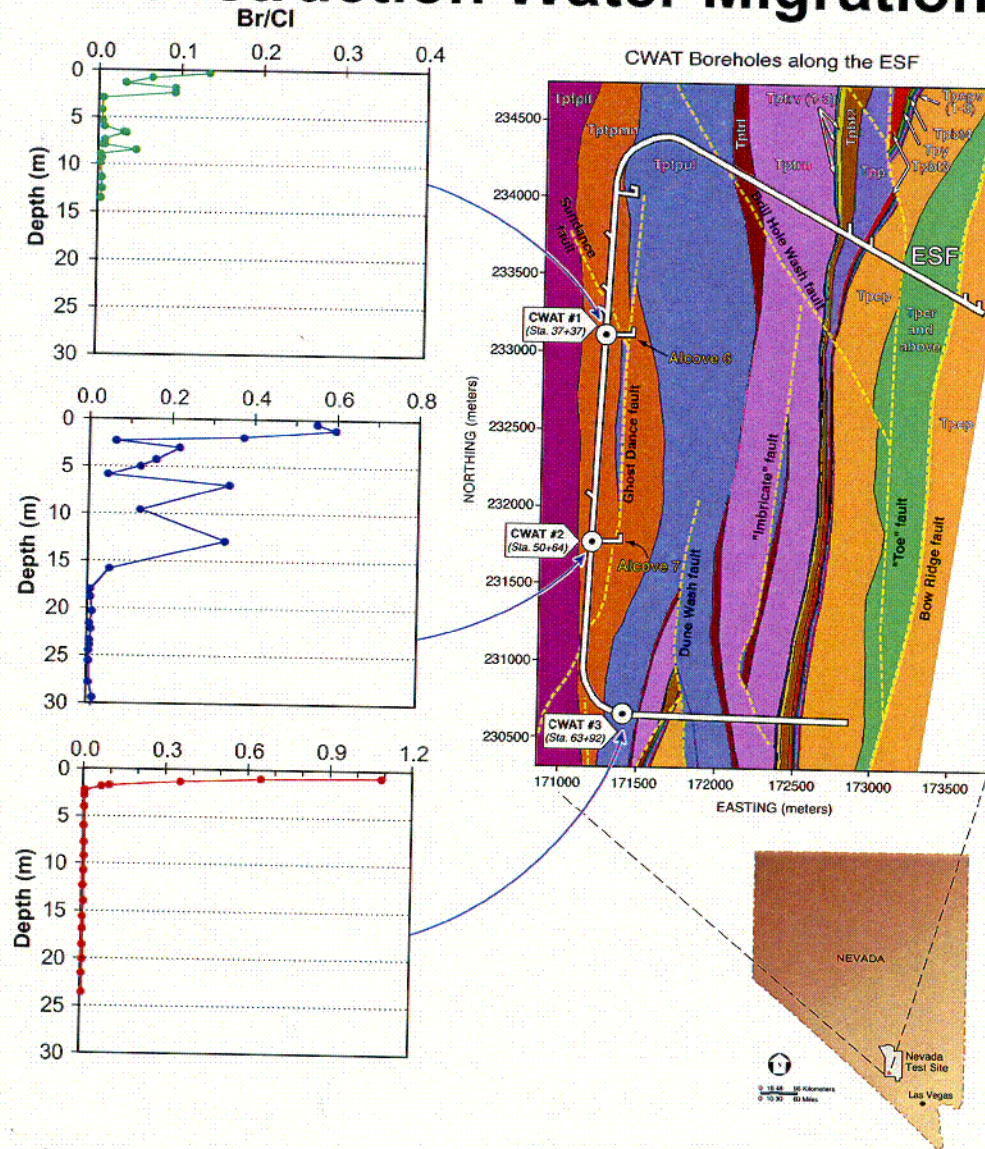 Water Migration
Br/Cl
0.0 0.1 0.2 0.3 0.4
0
5
10
15
20
25
30
Depth (m)
0.0 0.2 0.4 0.6 0.8
0
5
10
15
20
25
30
Depth (m)
0.0 0.3 0.6 0.9 1.2
0
5
10
15
20
25
30
Depth (m)
CWAT Boreholes along the ESF
234500
234000
233500
233000
232500
232000
231500
231000
230500
NORTHING (meters)
171000 171500 172000 172500 173000 173500
EASTING (meters)
Tptpmn
Tptpul
Tptrl
Tptrn
Tpbt2
Tpp
Tpbt4
Tpy
Tpbt3
ESF
Tpcp
Tpcr
and
above
Tpcp
Sundance
fault
Drill Hole Wash fault
CWAT #1
(Sta. 37+37)
Alcove 6
Ghost Dance fault
"Imbricate" fault
CWAT #2
(Sta. 50+64)
Alcove 7
Dune Wash fault
"Toe" fault
Bow Ridge fault
CWAT #3
(Sta. 63+92)
NEVADA
Nevada
Test Site
Las Vegas